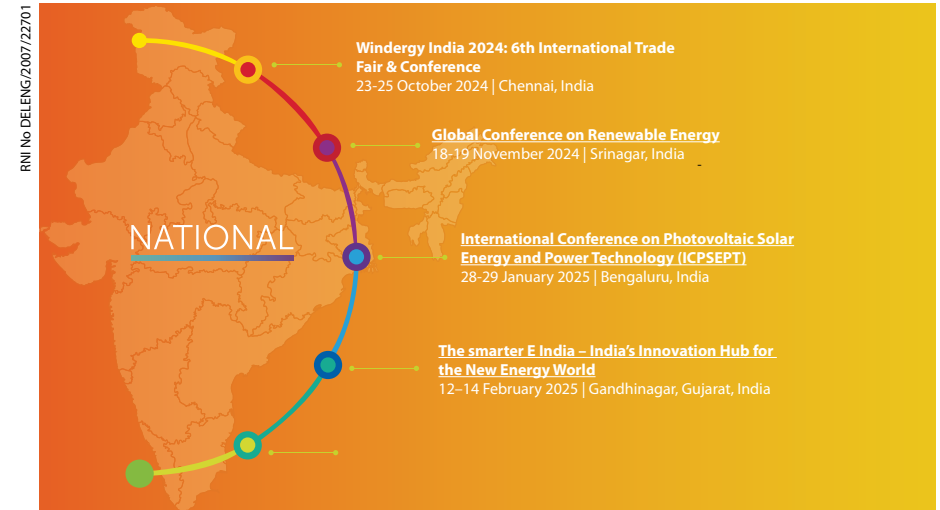 RNI No DELENG/2007/22701
Windergy India 2024: 6th International Trade
Fair & Conference
23-25 October 2024 | Chennai, India
Global Conference on Renewable Energy
18-19 November 2024 | Srinagar, India
-
NATIONAL
International Conference on Photovoltaic Solar
Energy and Power Technology (ICPSEPT)
28-29 January 2025 | Bengaluru, India
The smarter E India – India’s Innovation Hub for
the New Energy World
12–14 February 2025 | Gandhinagar, Gujarat, India